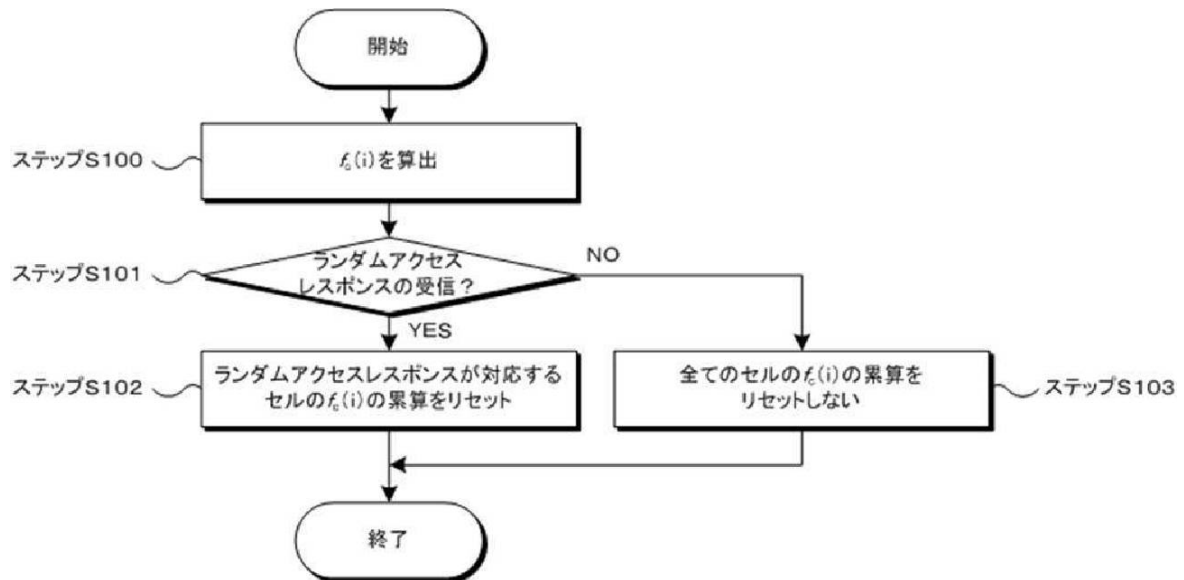 開始
ステップS100
fc(i)を算出
ステップS101
ランダムアクセス
レスポンスの受信?
NO
YES
ステップS102
ランダムアクセスレスポンスが対応する
セルのfc(i)の累算をリセット
全てのセルのfc(i)の累算を
リセットしない
ステップS103
終了